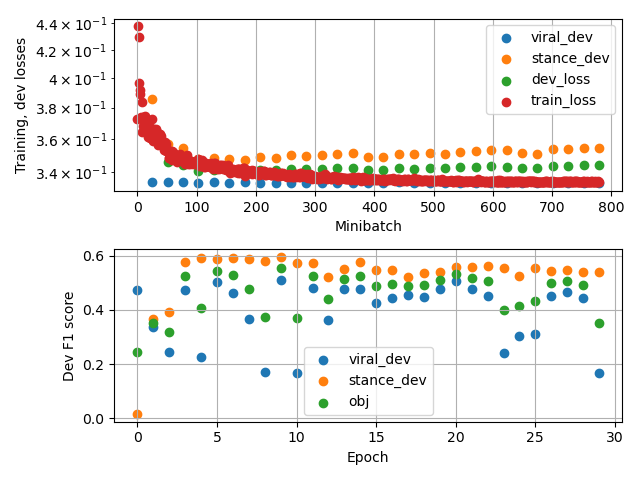 Training, dev losses
4.4 × 10⁻¹
4.2 × 10⁻¹
4 × 10⁻¹
3.8 × 10⁻¹
3.6 × 10⁻¹
3.4 × 10⁻¹
viral_dev
stance_dev
dev_loss
train_loss
0 100 200 300 400 500 600 700 800
Minibatch
Dev F1 score
0.6
0.4
0.2
0.0
viral_dev
stance_dev
obj
0 5 10 15 20 25 30
Epoch